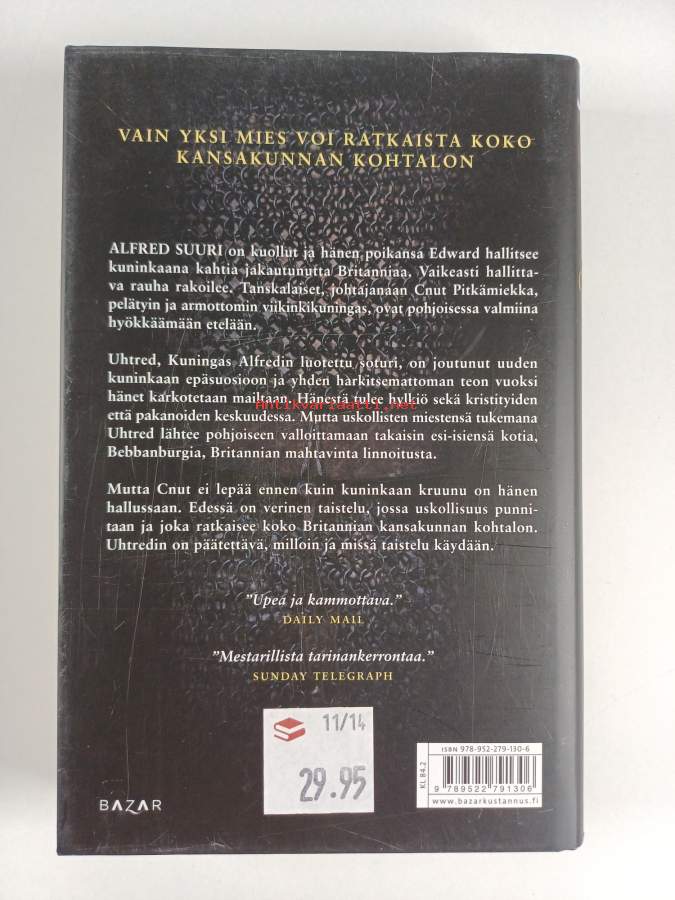 VAIN YKSI MIES VOI RATKAISTA KOKO
KANSAKUNNAN KOHTALON
ALFRED SUURI on kuollut ja hänen poikansa Edward hallitsee
kuninkaana kahtia jakautunutta Britanniaa. Vaikeasti hallitta-
va rauha rakoilee. Tanskalaiset, johtajanaan Cnut Pitkämiekka,
pelätyin ja armottomin viikinkikuningas, ovat pohjoisessa valmiina
hyökkäämään etelään.
Uhtred, Kuningas Alfredin luotettu soturi, on joutunut uuden
kuninkaan epäsuosioon ja yhden harkitsemattoman teon vuoksi
hänet karkotetaan mailtaan. Hänestä tulee hylkiö sekä kristityiden
Antikvariaatti.net
että pakanoiden keskuudessa. Mutta uskollisten miestensä tukemana
Uhtred lähtee pohjoiseen valloittamaan takaisin esi-isiensä kotia,
Bebbanburgia, Britannian mahtavinta linnoitusta.
Mutta Cnut ei lepää ennen kuin kuninkaan kruunu on hänen
hallussaan. Edessä on verinen taistelu, jossa uskollisuus punni-
taan ja joka ratkaisee koko Britannian kansakunnan kohtalon.
Uhtredin on päätettävä, milloin ja missä taistelu käydään.
"Upea ja kammottava."
DAILY MAIL
"Mestarillista tarinankerrontaa."
SUNDAY TELEGRAPH
11/14
29.95
BAZAR
KL 84.2
ISBN 978-952-279-130-6
9 789522 791306
www.bazarkustannus.fi